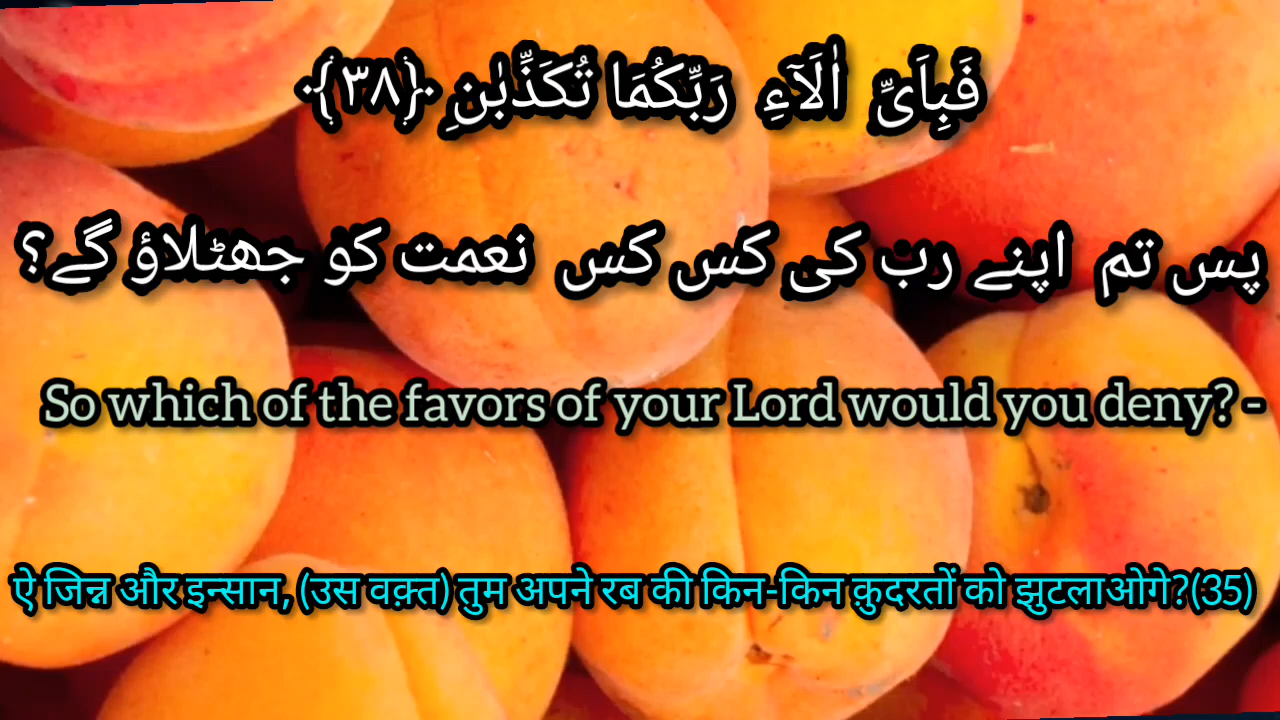 فَبِاَىِّ اٰلَآءِ رَبِّكُمَا تُكَذِّبٰنِ ﴿٣٨﴾
پس تم اپنے رب کی کس کس نعمت کو جھٹلاؤ گے؟
So which of the favors of your Lord would you deny? -
ऐ जिन्न और इन्सान, (उस वक़्त) तुम अपने रब की किन-किन क़ुदरतों को झुटलाओगे?(35)